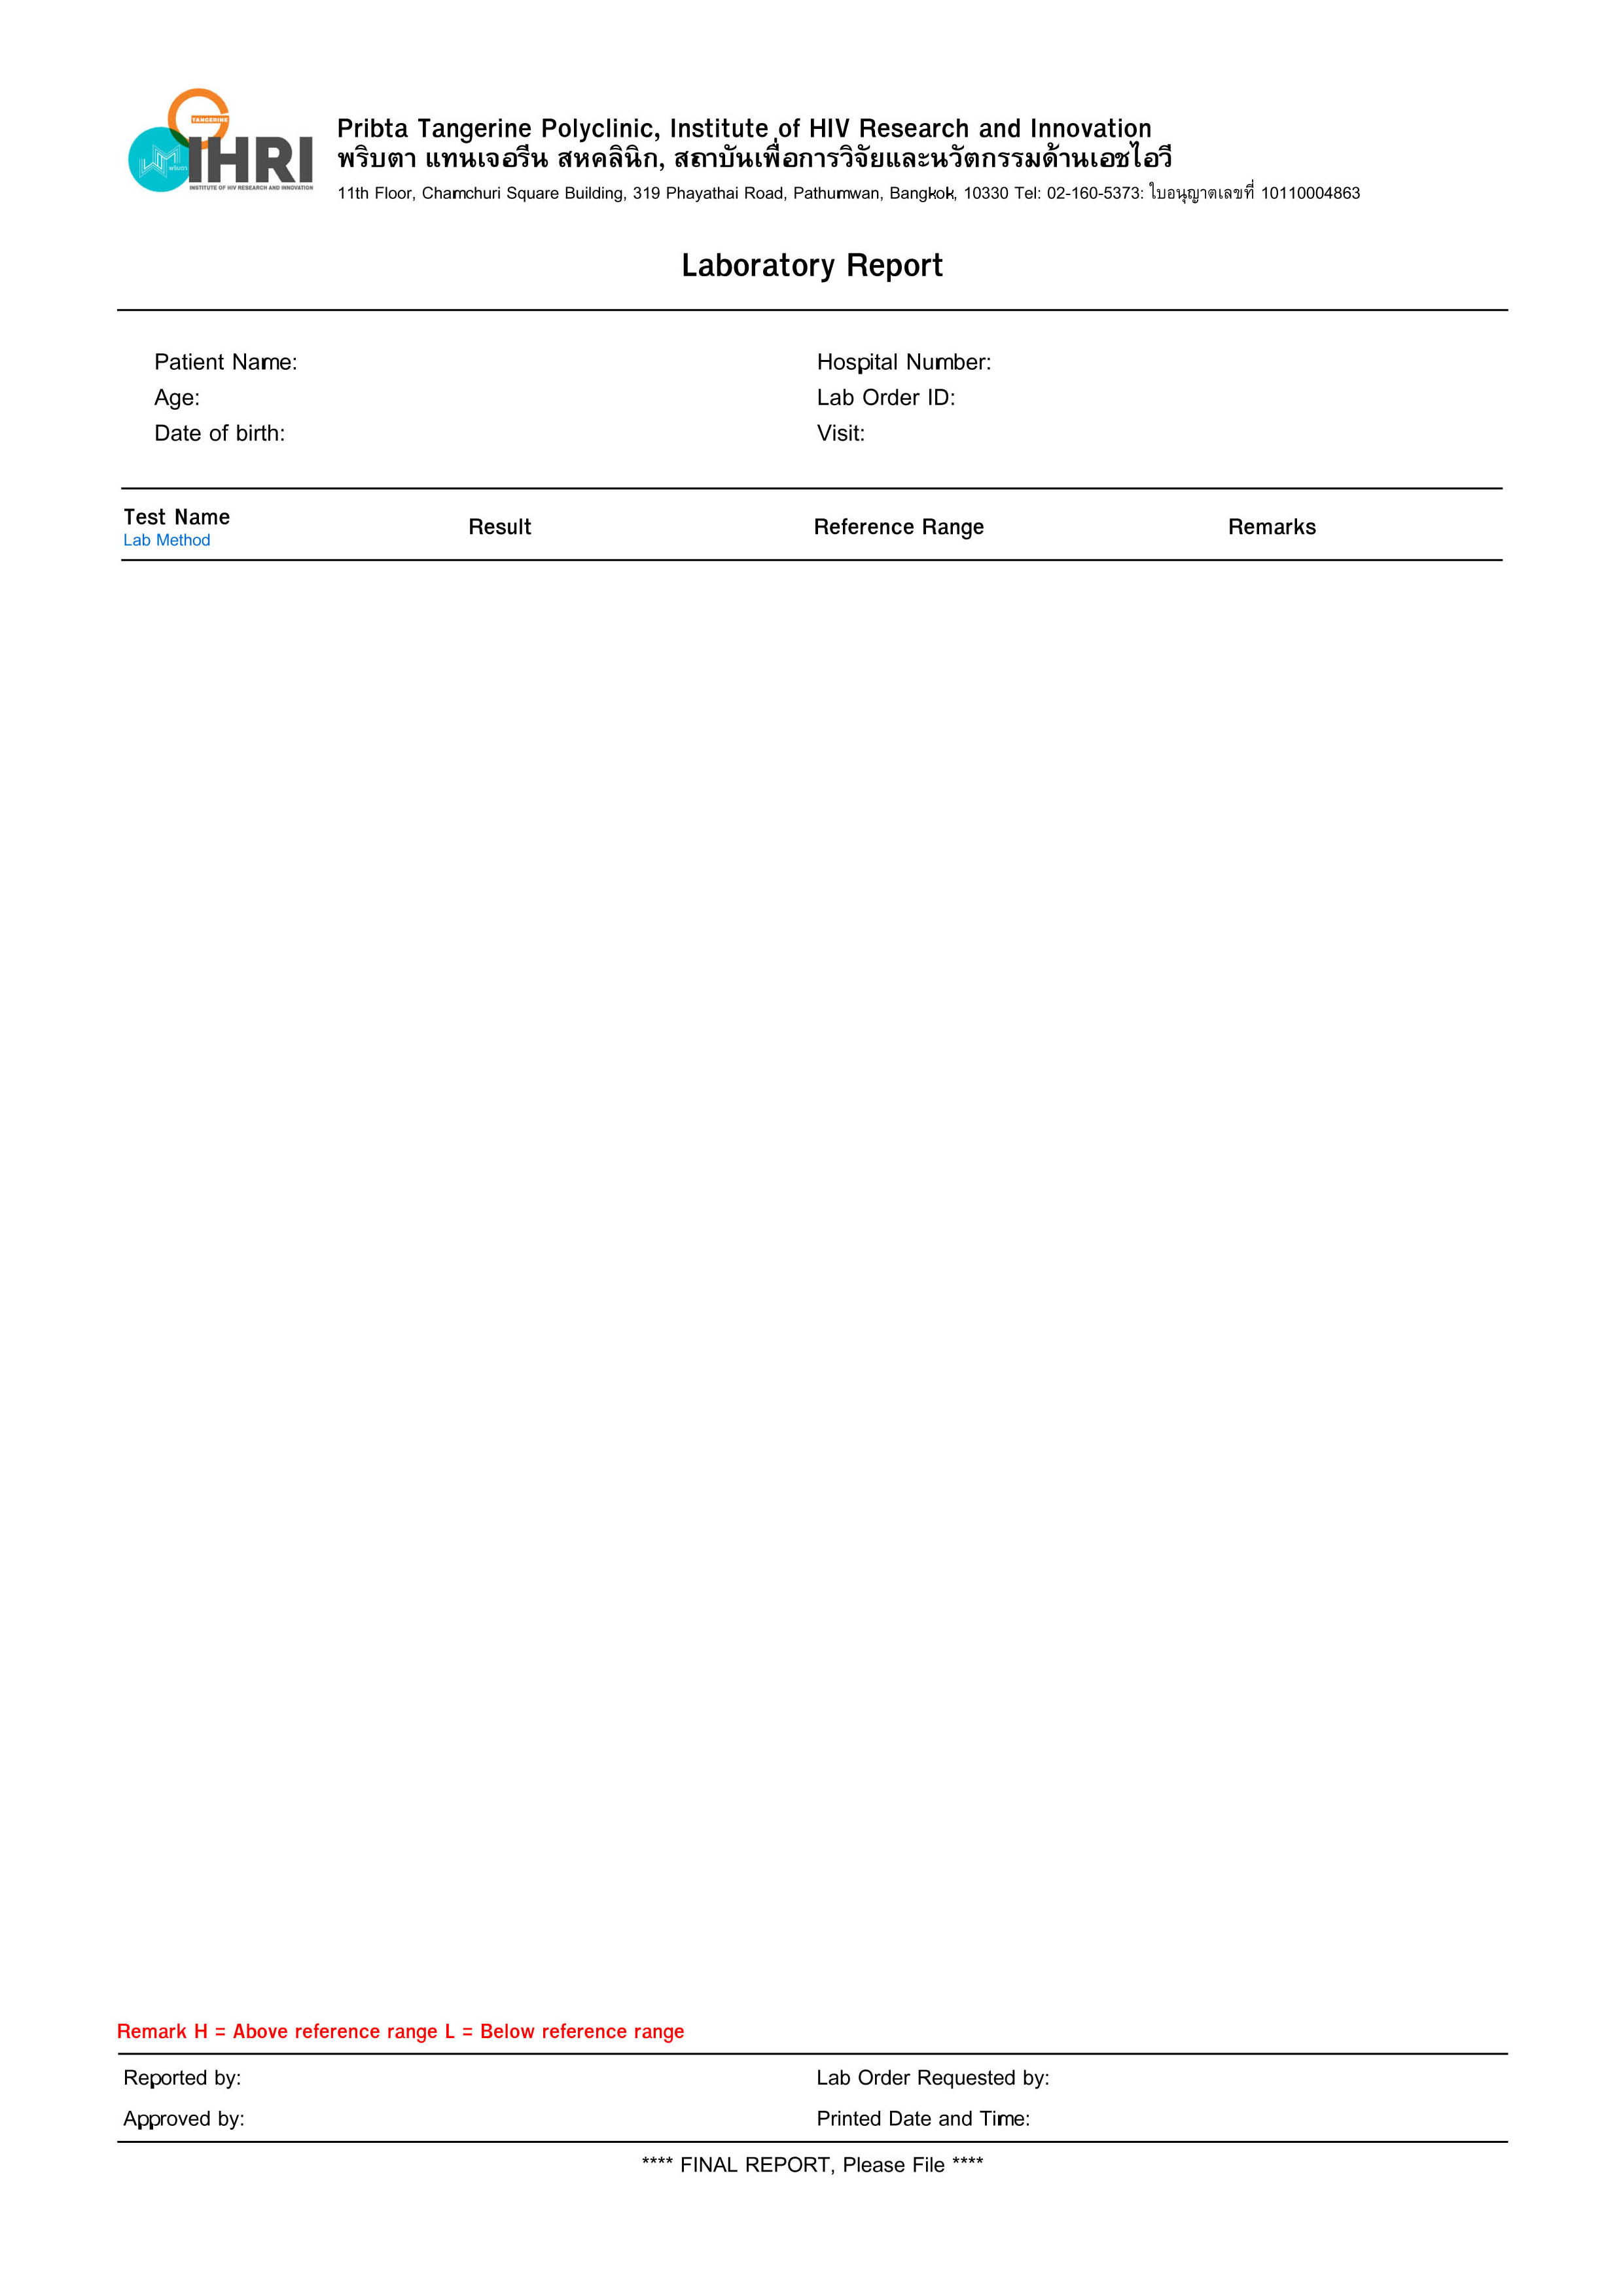 TANGERINE
พริบตา
IHRI
INSTITUTE OF HIV RESEARCH AND INNOVATION
Pribta Tangerine Polyclinic, Institute of HIV Research and Innovation
พริบตา แทนเจอรีน สหคลินิก, สถาบันเพื่อการวิจัยและนวัตกรรมด้านเอชไอวี
11th Floor, Chamchuri Square Building, 319 Phayathai Road, Pathumwan, Bangkok, 10330 Tel: 02-160-5373: ใบอนุญาตเลขที่ 10110004863
Laboratory Report
Patient Name: Hospital Number:
Age: Lab Order ID:
Date of birth: Visit:
Test Name Result Reference Range Remarks
Lab Method
Remark H = Above reference range L = Below reference range
Reported by: Lab Order Requested by:
Approved by: Printed Date and Time:
**** FINAL REPORT, Please File ****